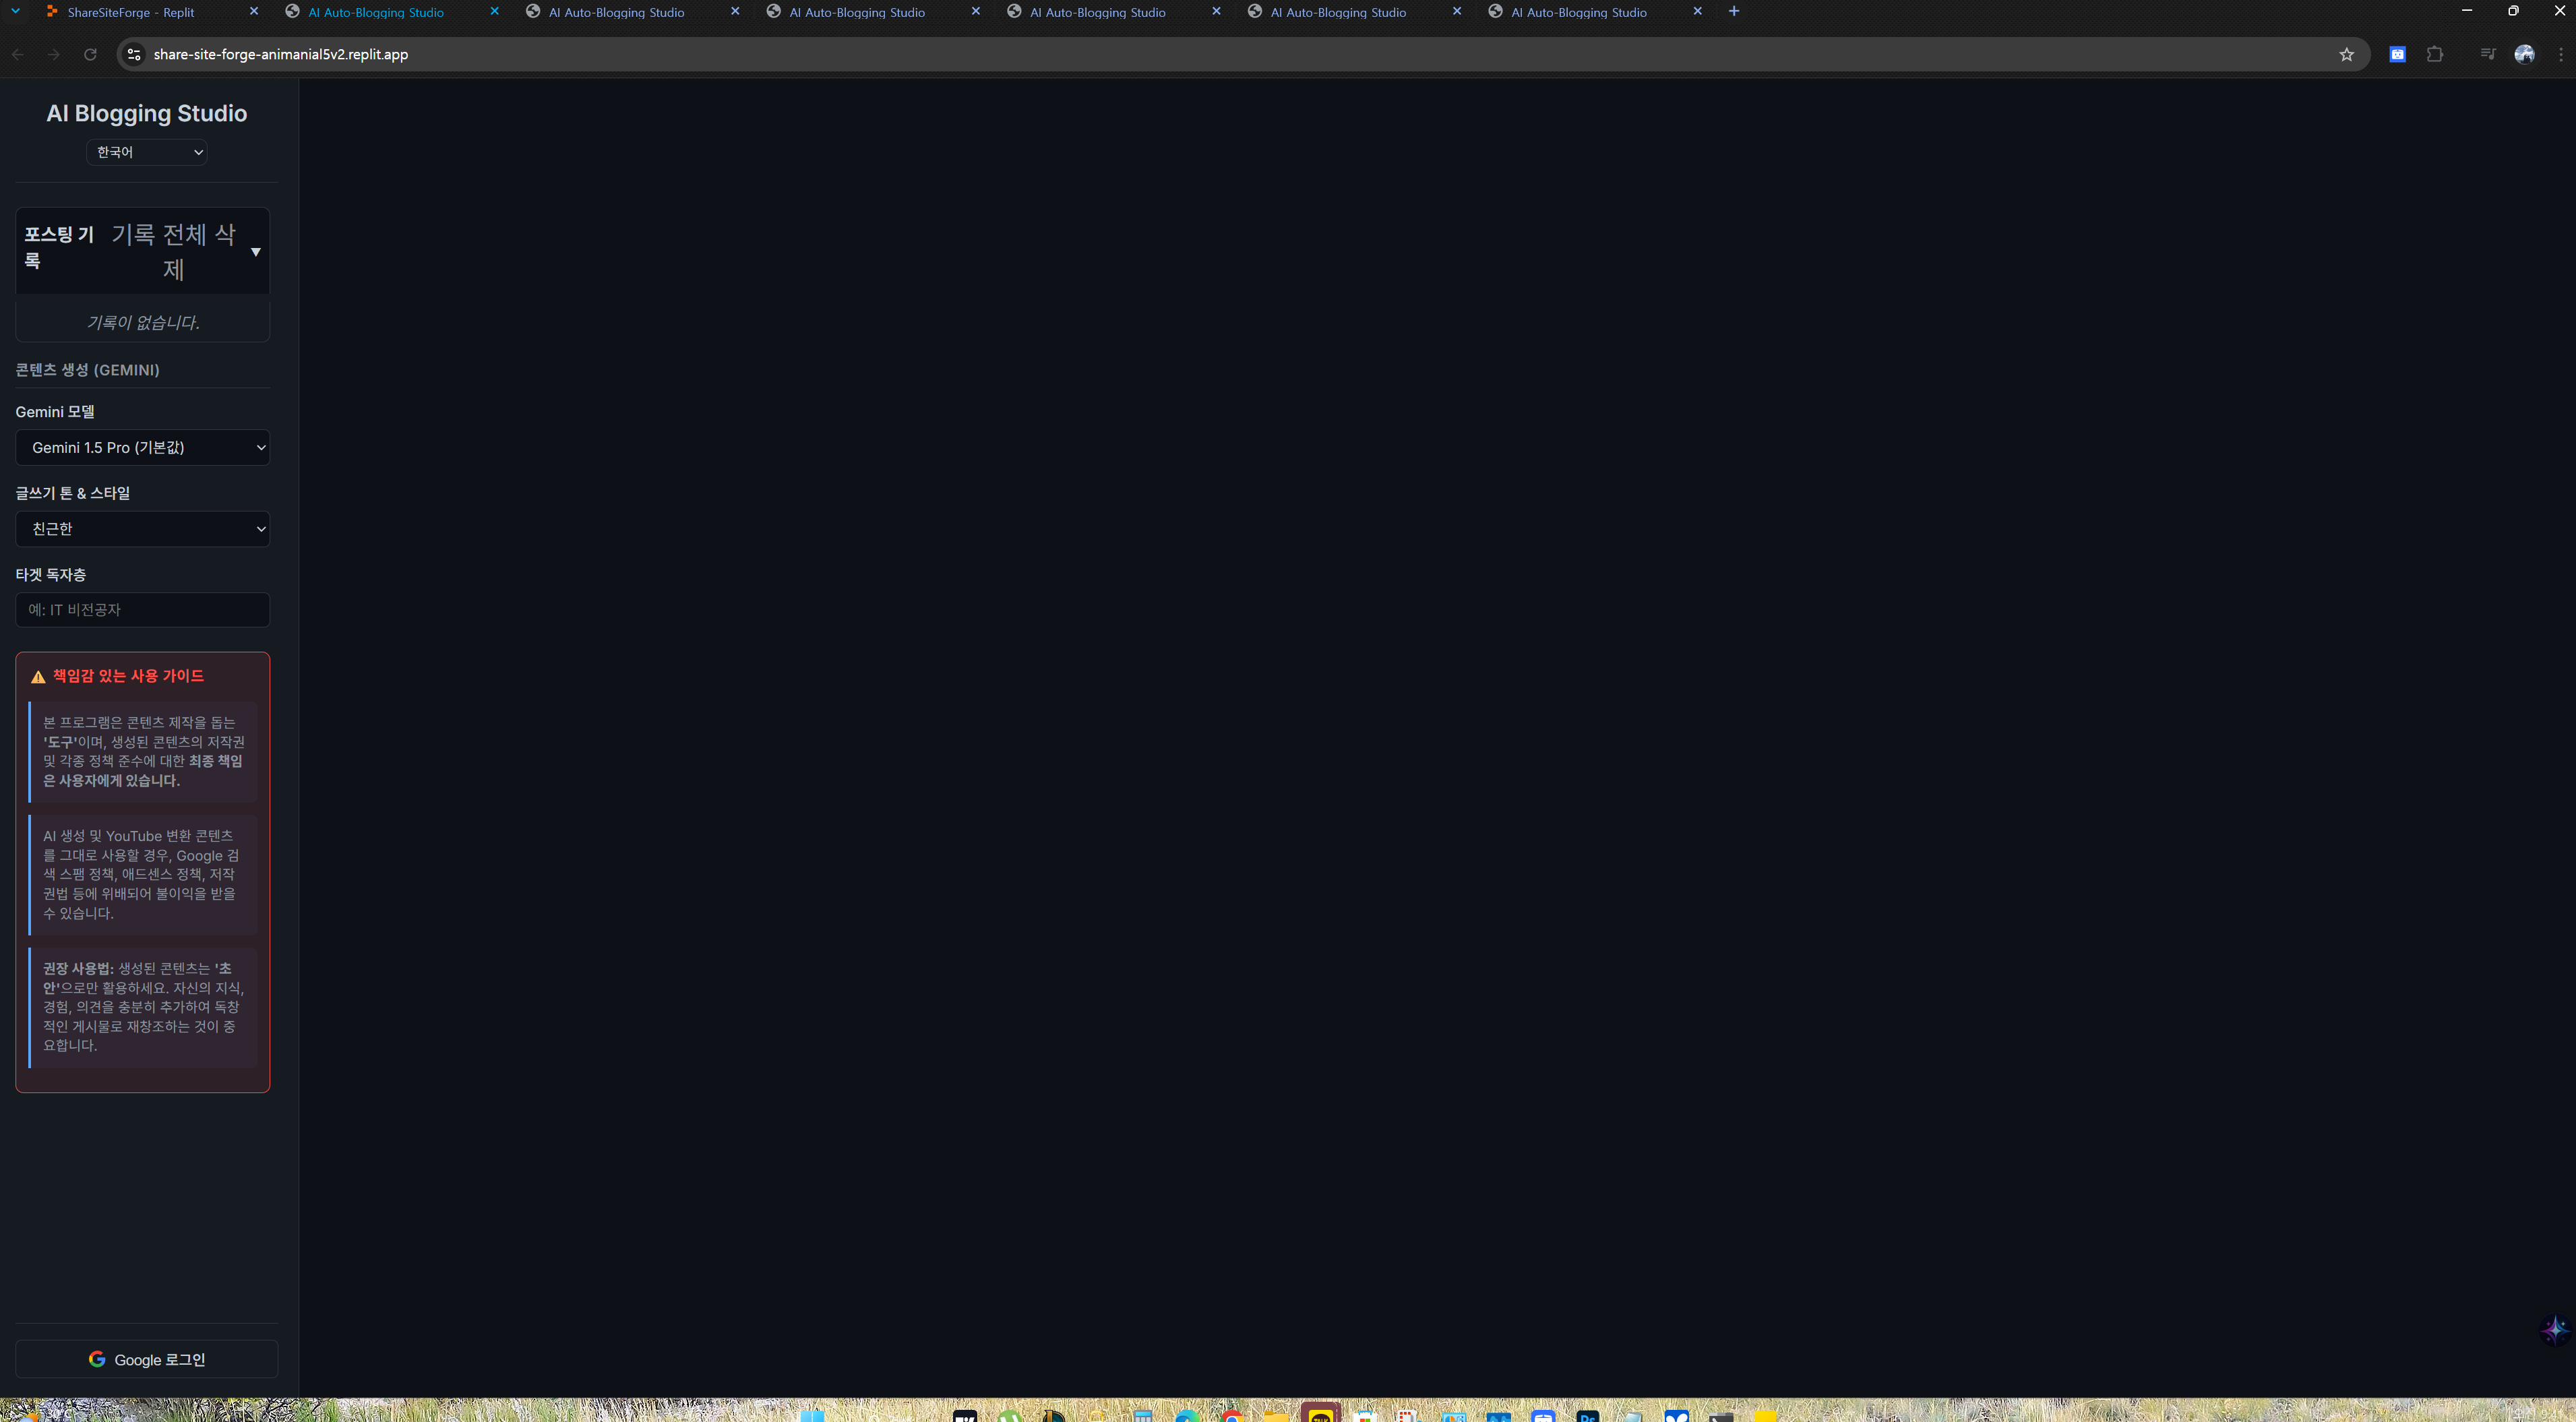 ShareSiteForge - Replit
AI Auto-Blogging Studio
AI Auto-Blogging Studio
AI Auto-Blogging Studio
AI Auto-Blogging Studio
AI Auto-Blogging Studio
AI Auto-Blogging Studio
share-site-forge-animanial5v2.replit.app
AI Blogging Studio
한국어
포스팅 기
록
기록 전체 삭
제
▼
기록이 없습니다.
콘텐츠 생성 (GEMINI)
Gemini 모델
Gemini 1.5 Pro (기본값)
글쓰기 톤 & 스타일
친근한
타겟 독자층
예: IT 비전공자
⚠ 책임감 있는 사용 가이드
본 프로그램은 콘텐츠 제작을 돕는
'도구'이며, 생성된 콘텐츠의 저작권
및 각종 정책 준수에 대한 최종 책임
은 사용자에게 있습니다.
AI 생성 및 YouTube 변환 콘텐츠
를 그대로 사용할 경우, Google 검
색 스팸 정책, 애드센스 정책, 저작
권법 등에 위배되어 불이익을 받을
수 있습니다.
권장 사용법: 생성된 콘텐츠는 '초
안'으로만 활용하세요. 자신의 지식,
경험, 의견을 충분히 추가하여 독창
적인 게시물로 재창조하는 것이 중
요합니다.
Google 로그인